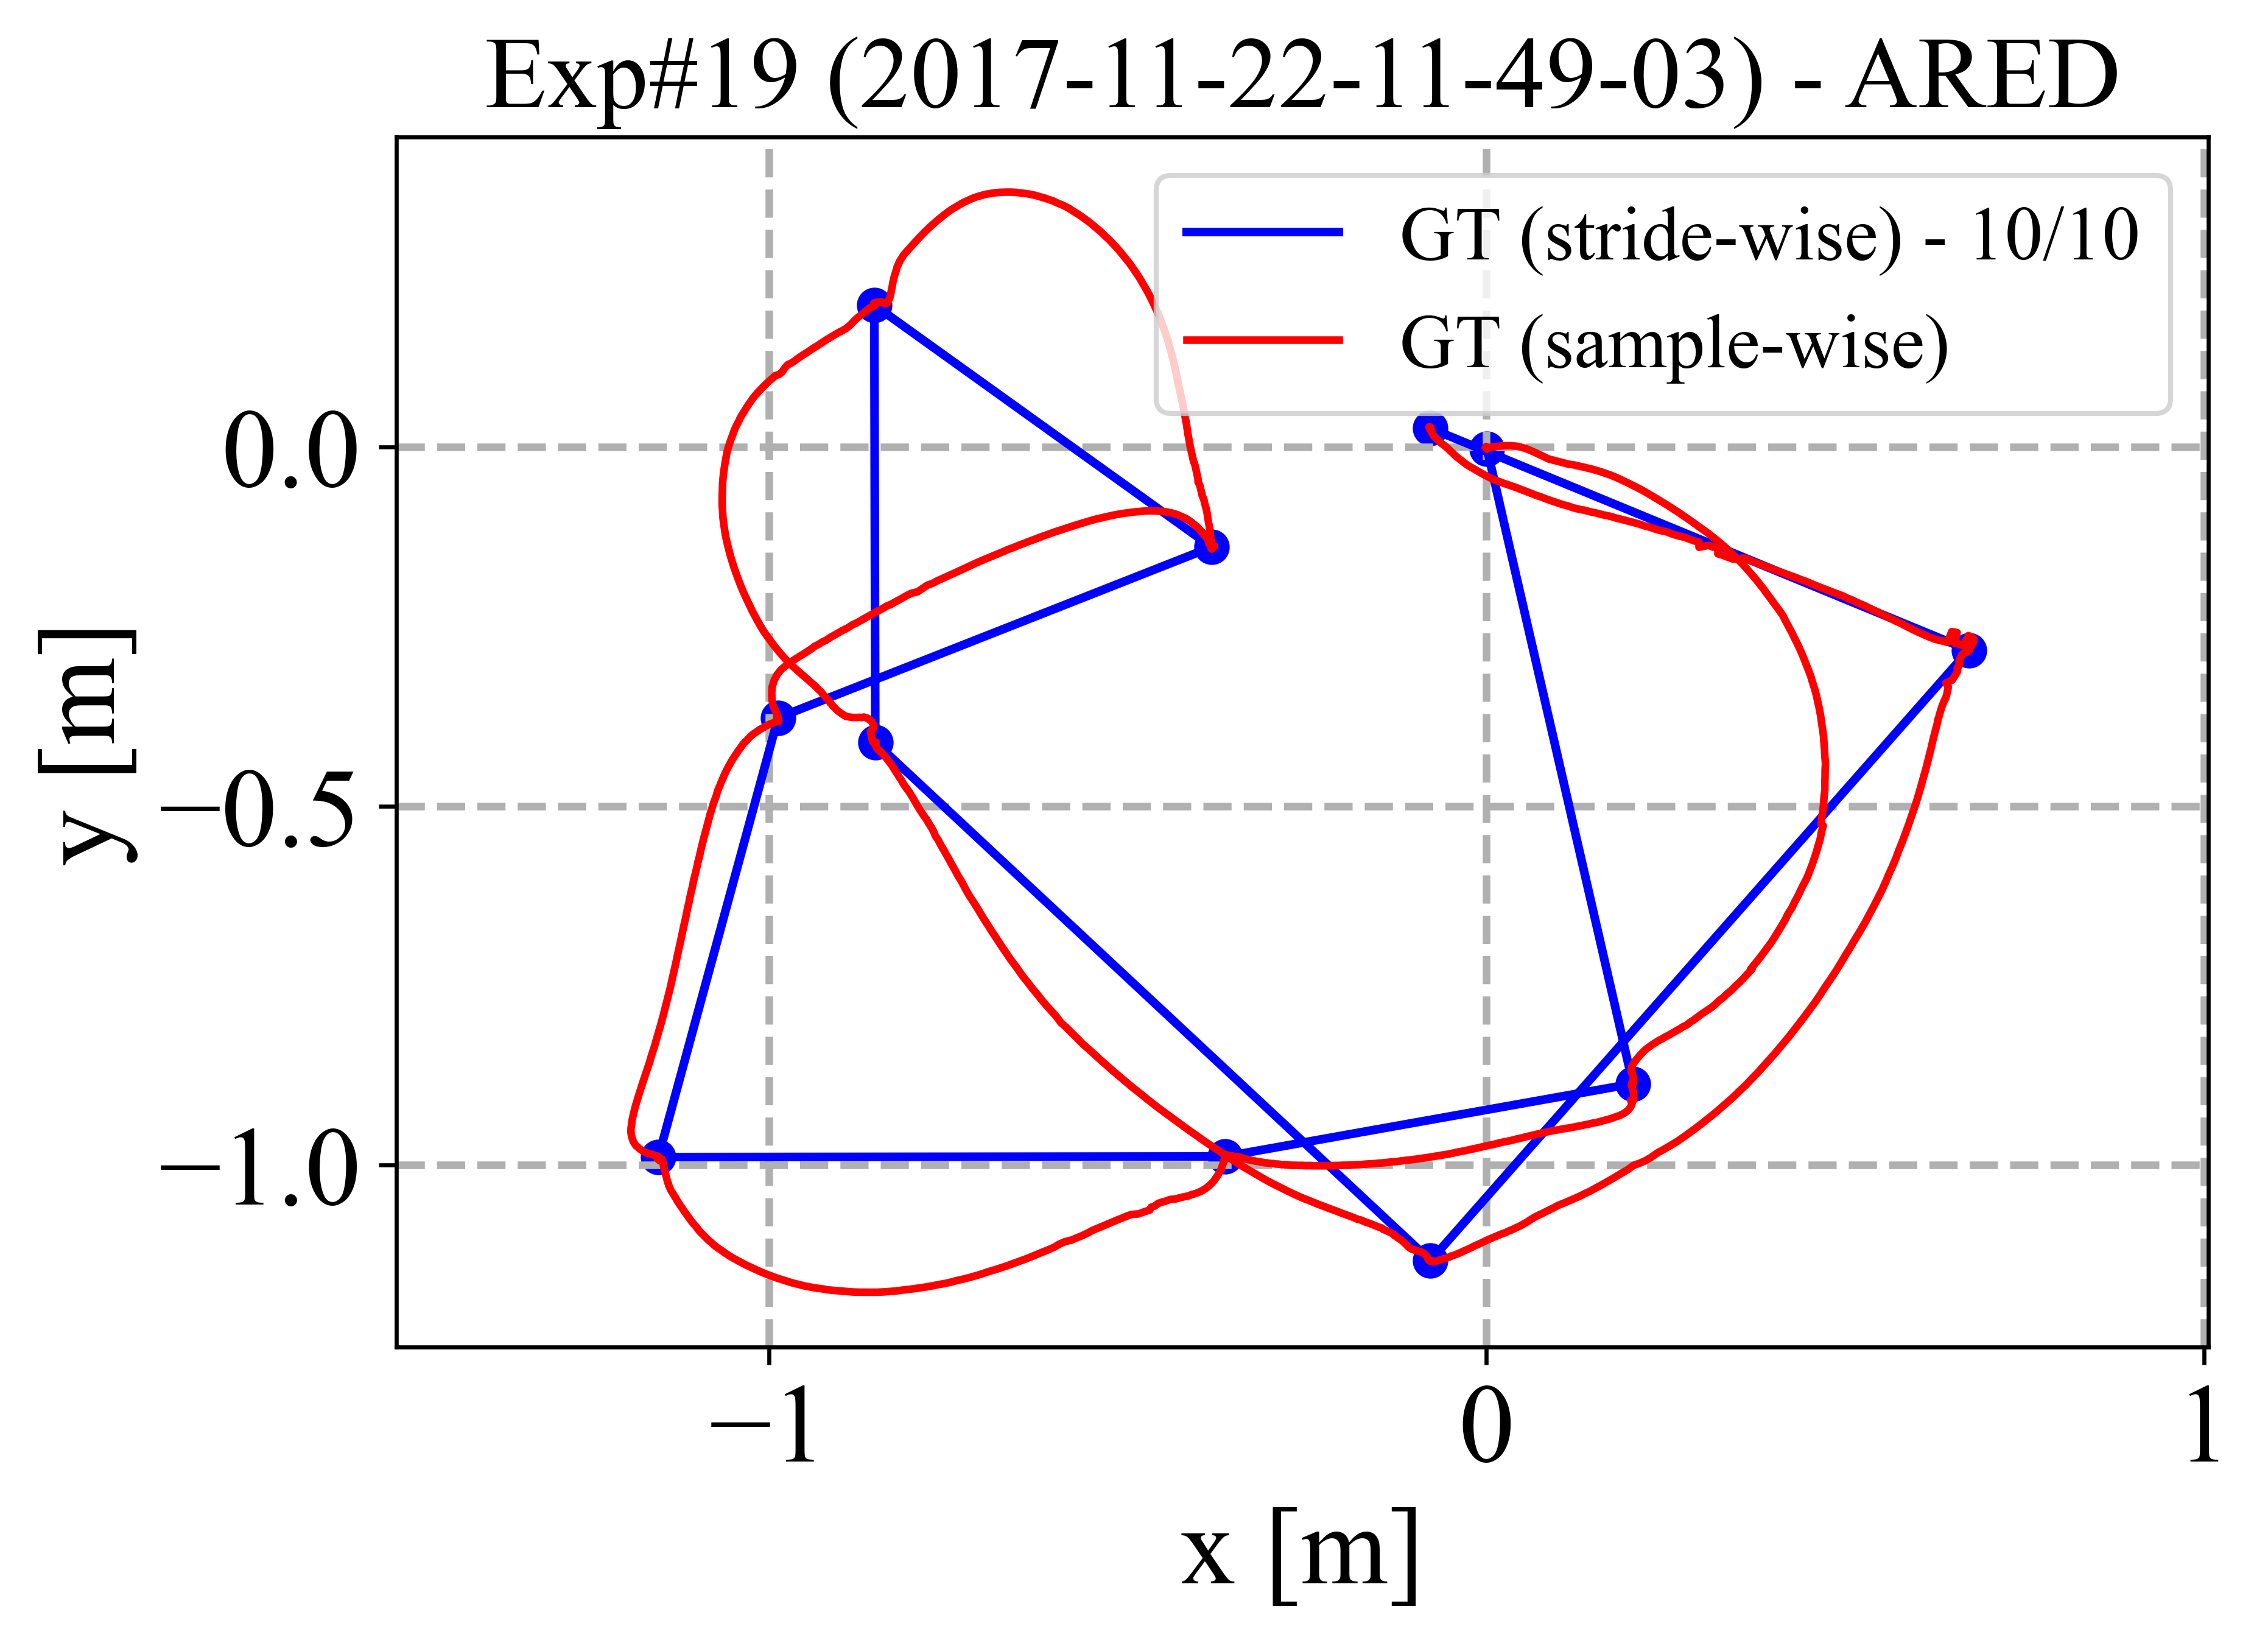 Exp#19 (2017-11-22-11-49-03) - ARED
GT (stride-wise) - 10/10
GT (sample-wise)
0.0
−0.5
−1.0
y [m]
−1
0
1
x [m]